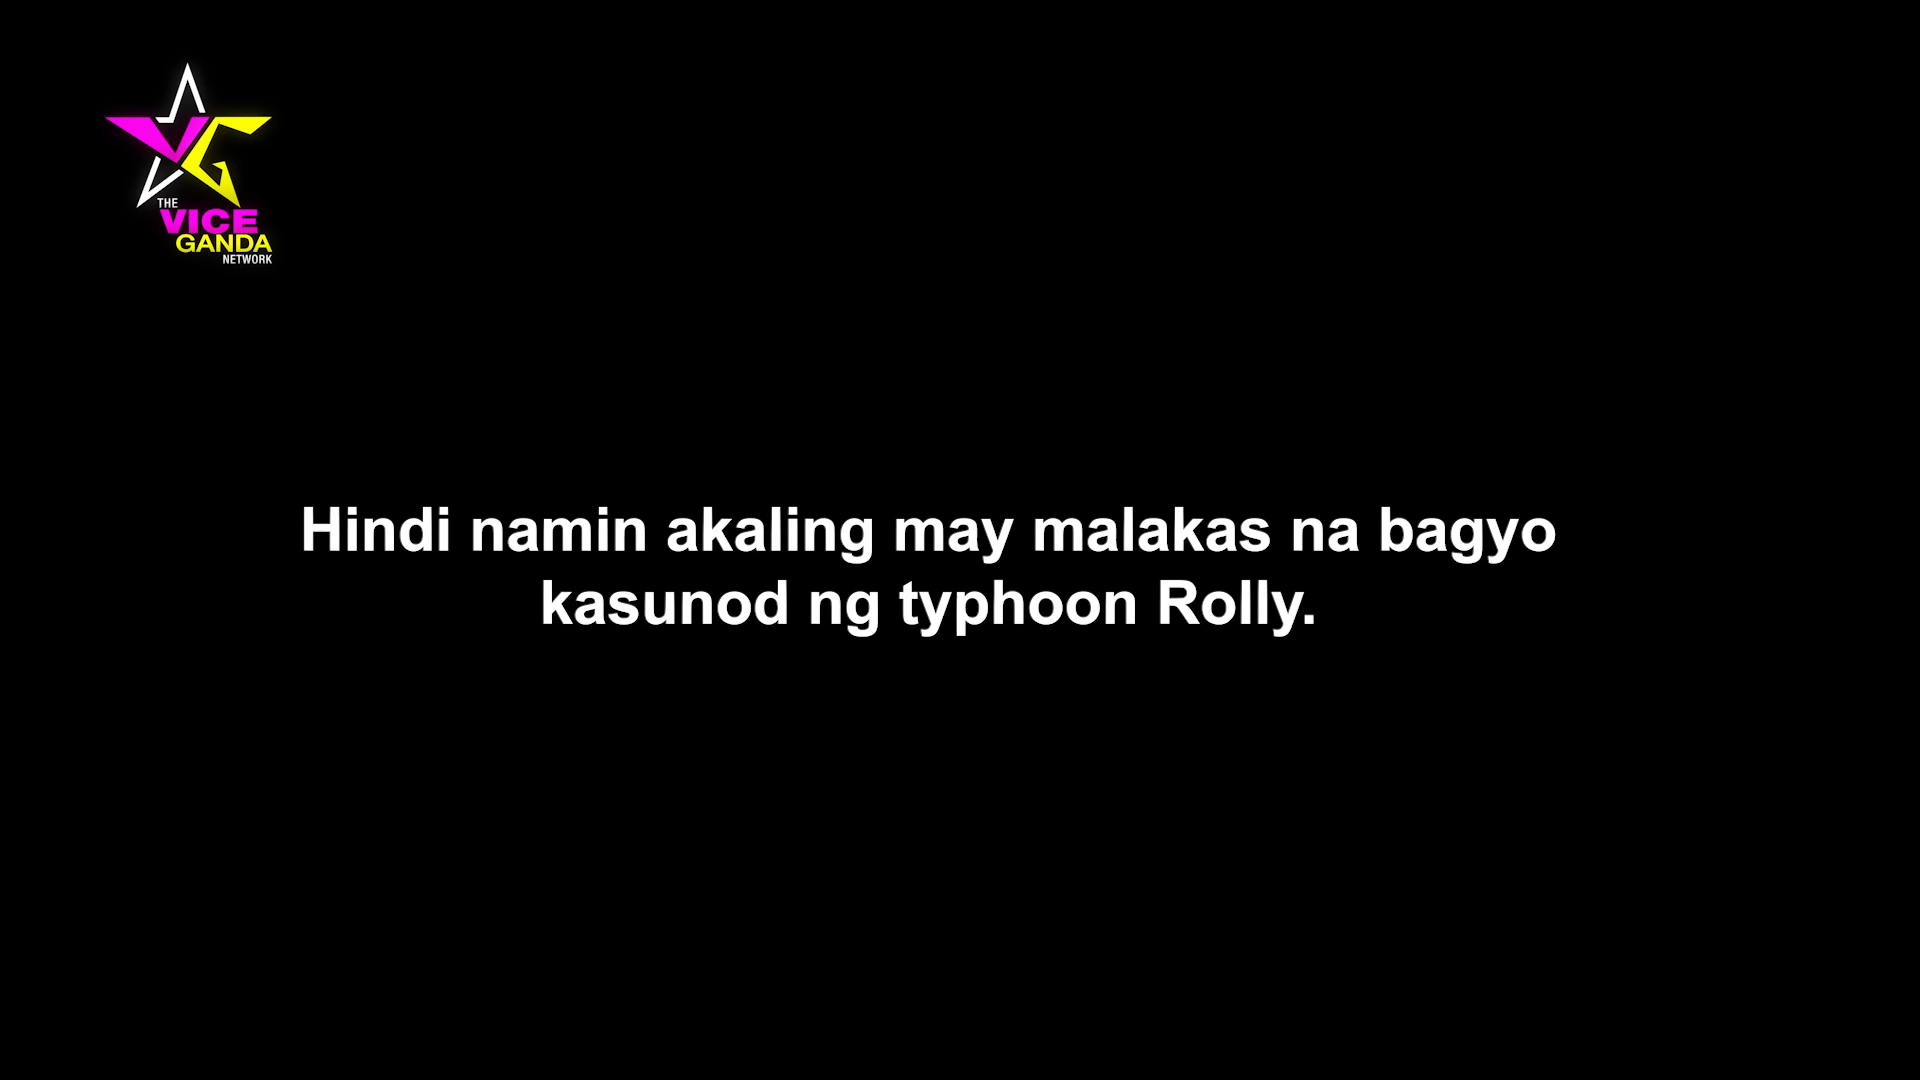 THE
VICE
GANDA
NETWORK
Hindi namin akaling may malakas na bagyo
kasunod ng typhoon Rolly.